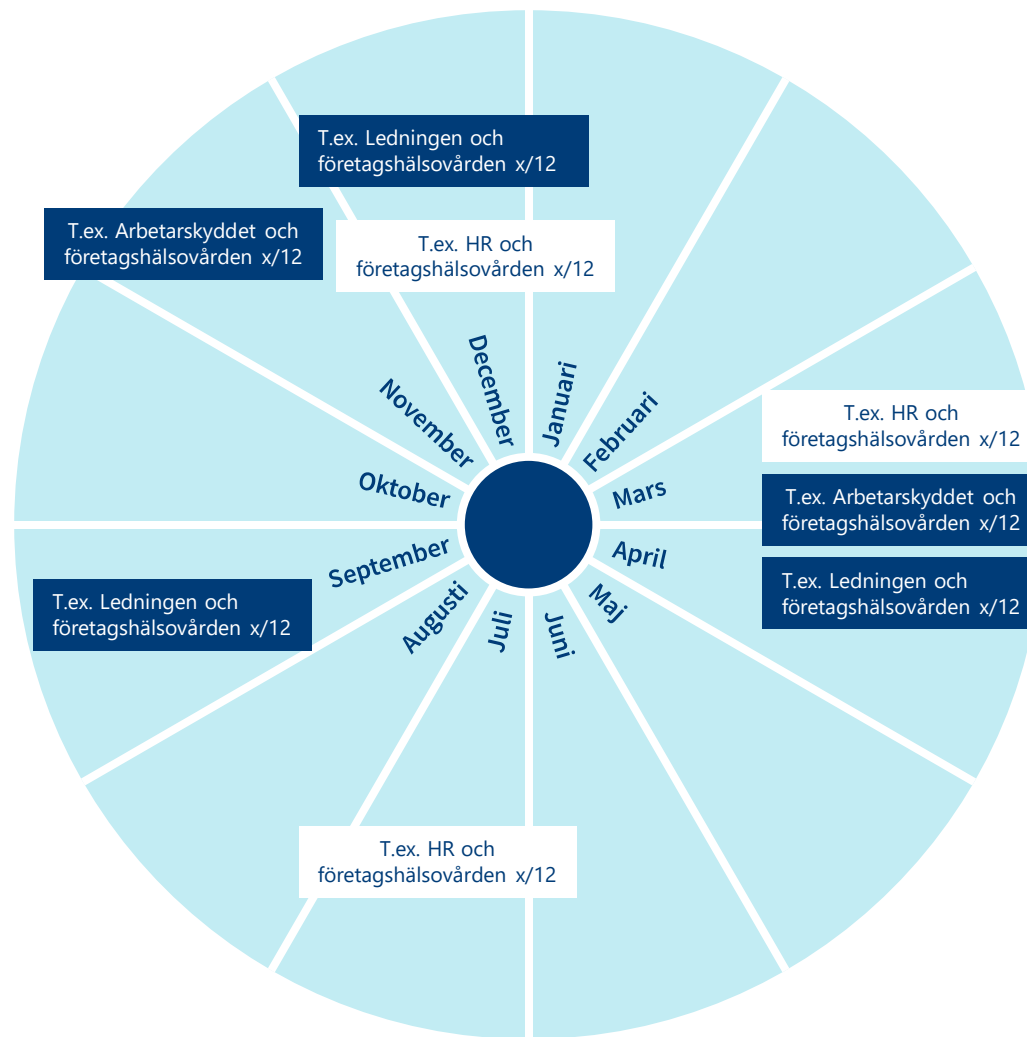 T.ex. Ledningen och
företagshälsovården x/12
T.ex. Arbetarskyddet och
företagshälsovården x/12
T.ex. HR och
företagshälsovården x/12
December
Januari
November
Februari
T.ex. HR och
företagshälsovården x/12
Oktober
Mars
T.ex. Arbetarskyddet och
företagshälsovården x/12
September
April
T.ex. Ledningen och
företagshälsovården x/12
T.ex. Ledningen och
företagshälsovården x/12
Augusti
Maj
Juli
Juni
T.ex. HR och
företagshälsovården x/12